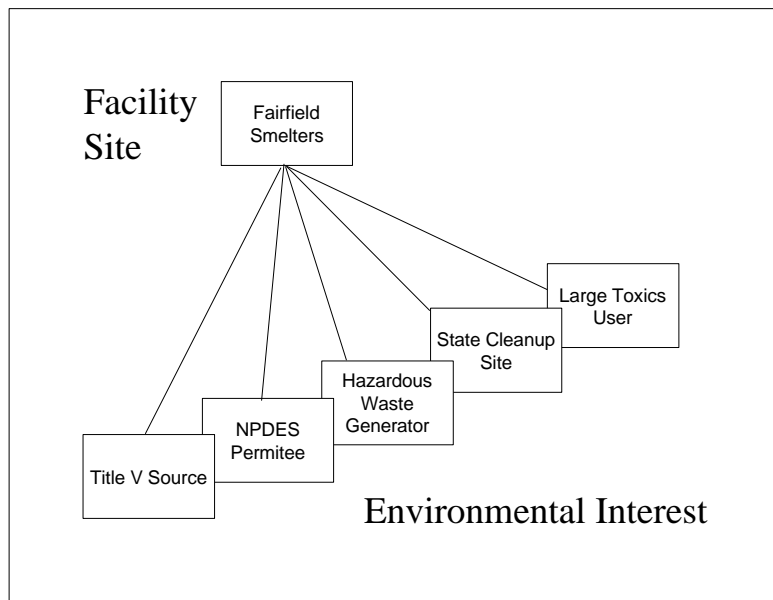 Facility
Site
Fairfield
Smelters
Large Toxics
User
State Cleanup
Site
Hazardous
Waste
Generator
NPDES
Permitee
Title V Source
Environmental Interest